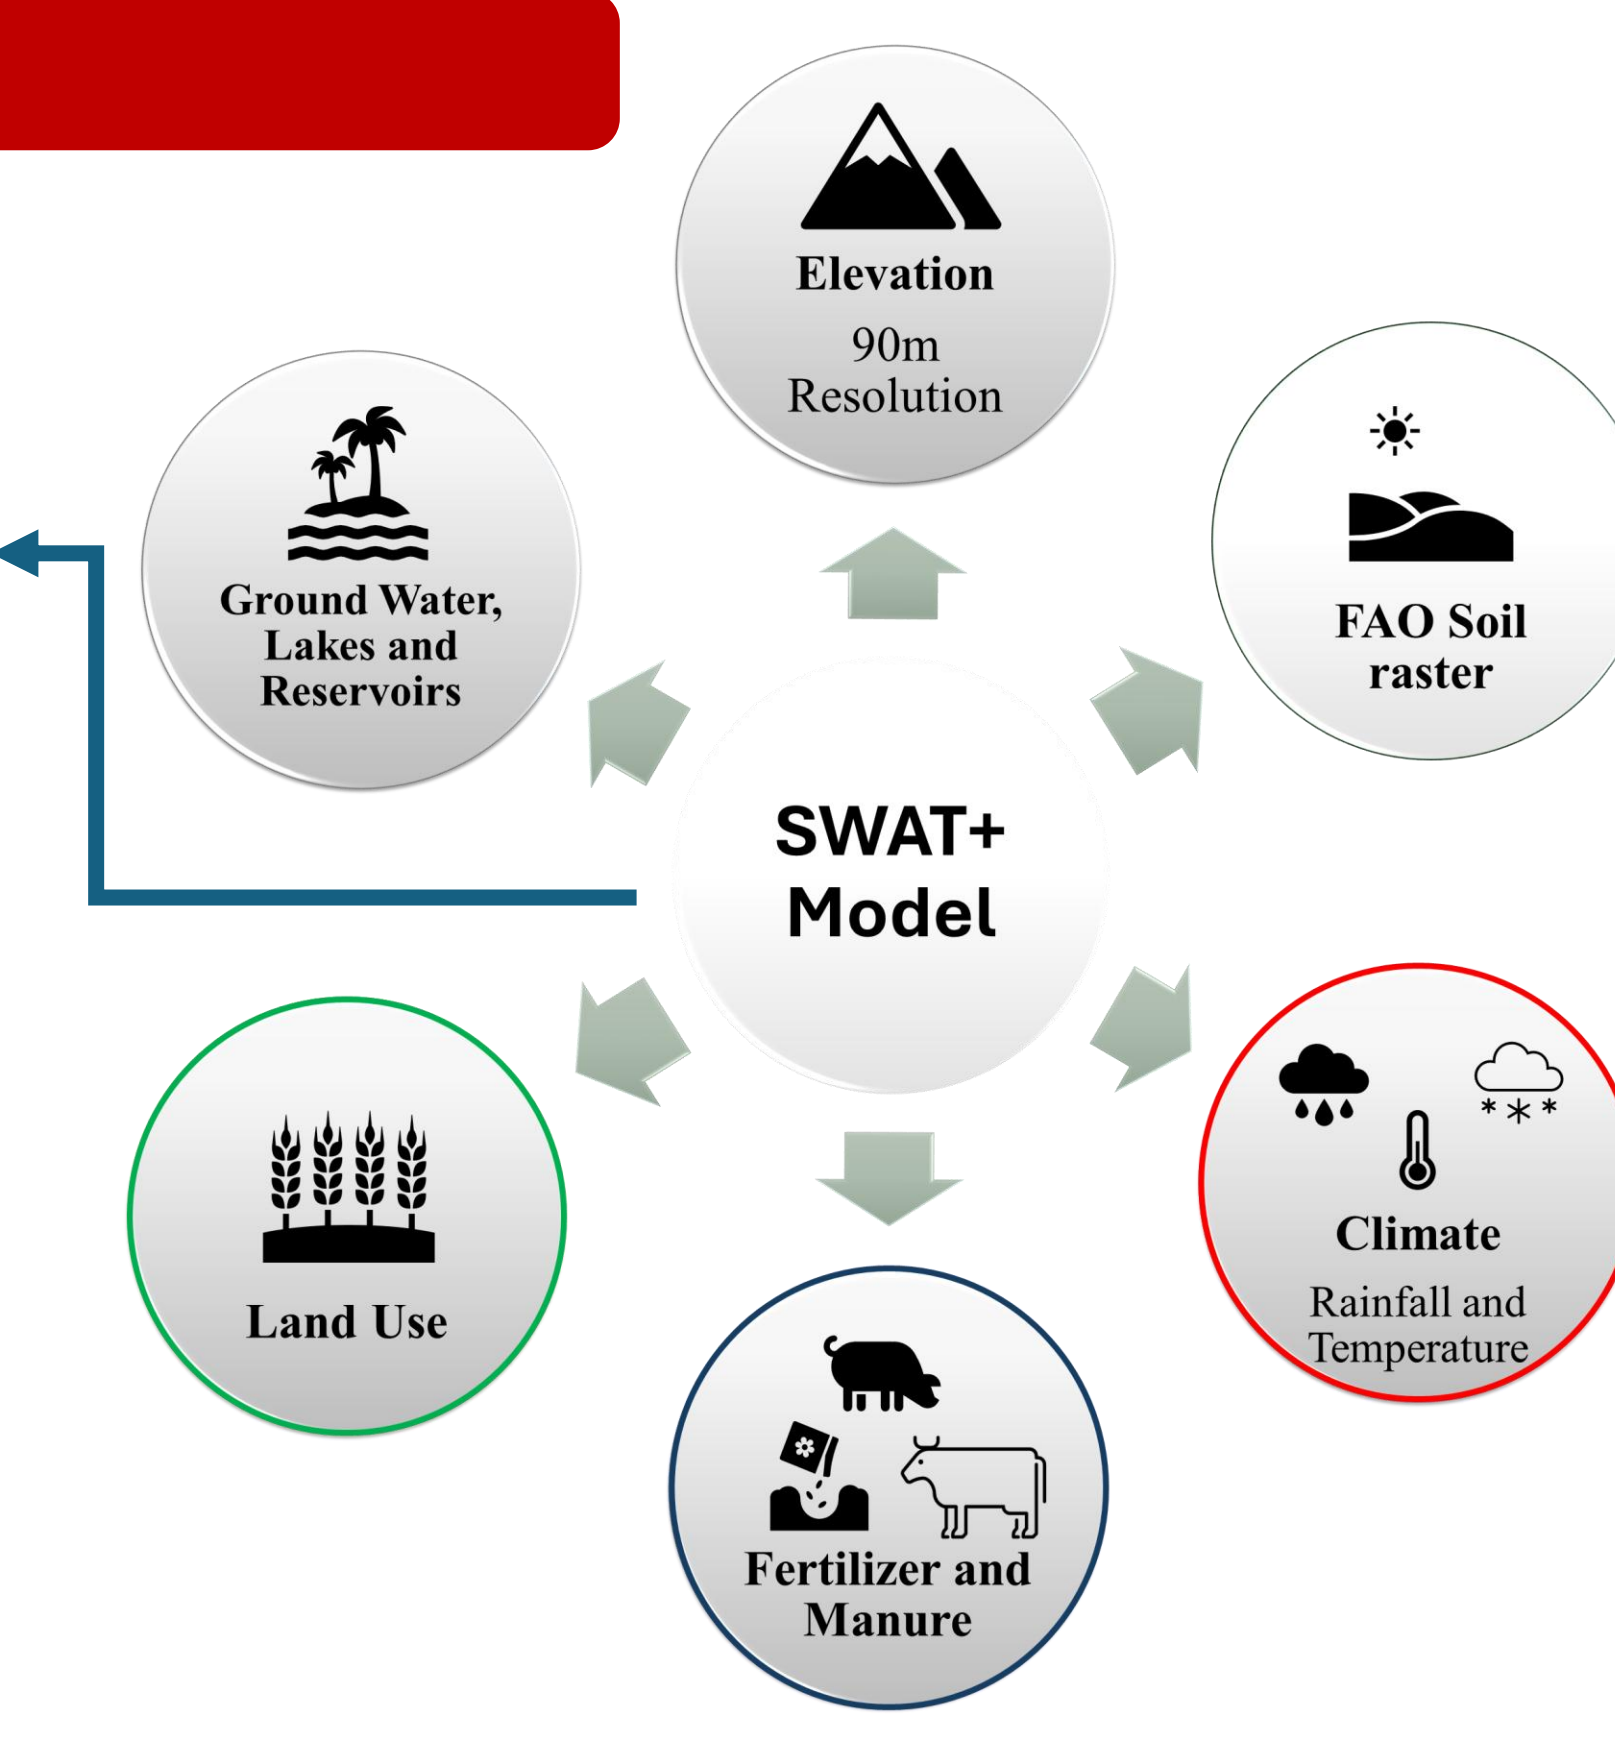 Elevation
90m
Resolution
Ground Water,
Lakes and
Reservoirs
FAO Soil
raster
SWAT+
Model
Climate
Rainfall and
Temperature
Land Use
Fertilizer and
Manure